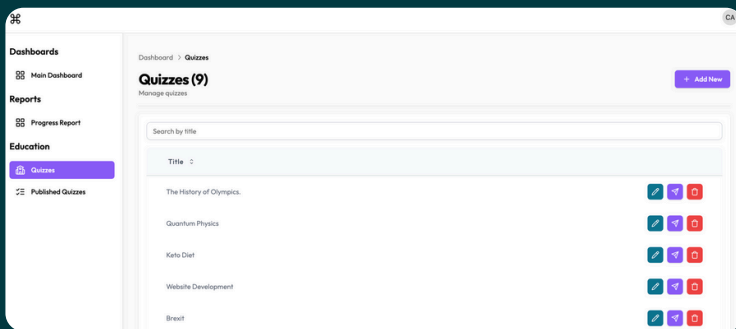 ⌘
CA
Dashboards
Main Dashboard
Reports
Progress Report
Education
Quizzes
Published Quizzes
Dashboard > Quizzes
Quizzes (9)
Manage quizzes
+ Add New
Search by title
Title
The History of Olympics.
Quantum Physics
Keto Diet
Website Development
Brexit